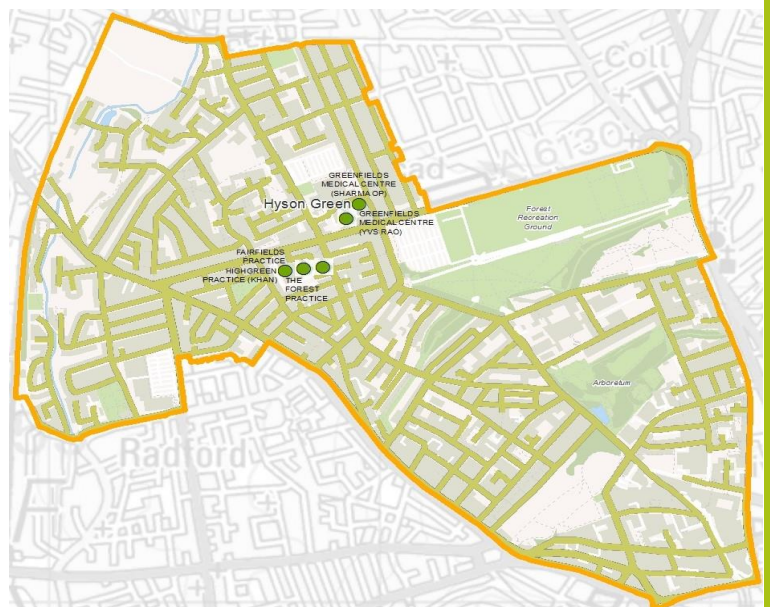 Coll
A6130
GREENFIELDS
MEDICAL CENTRE
(SHARMA OP)
Hyson Green
GREENFIELDS
MEDICAL CENTRE
(YVS RAO)
Forest
Recreation
Ground
FAIRFIELDS
PRACTICE
HIGHGREEN
PRACTICE (KHAN)
THE
FOREST
PRACTICE
Arboretum
Radford